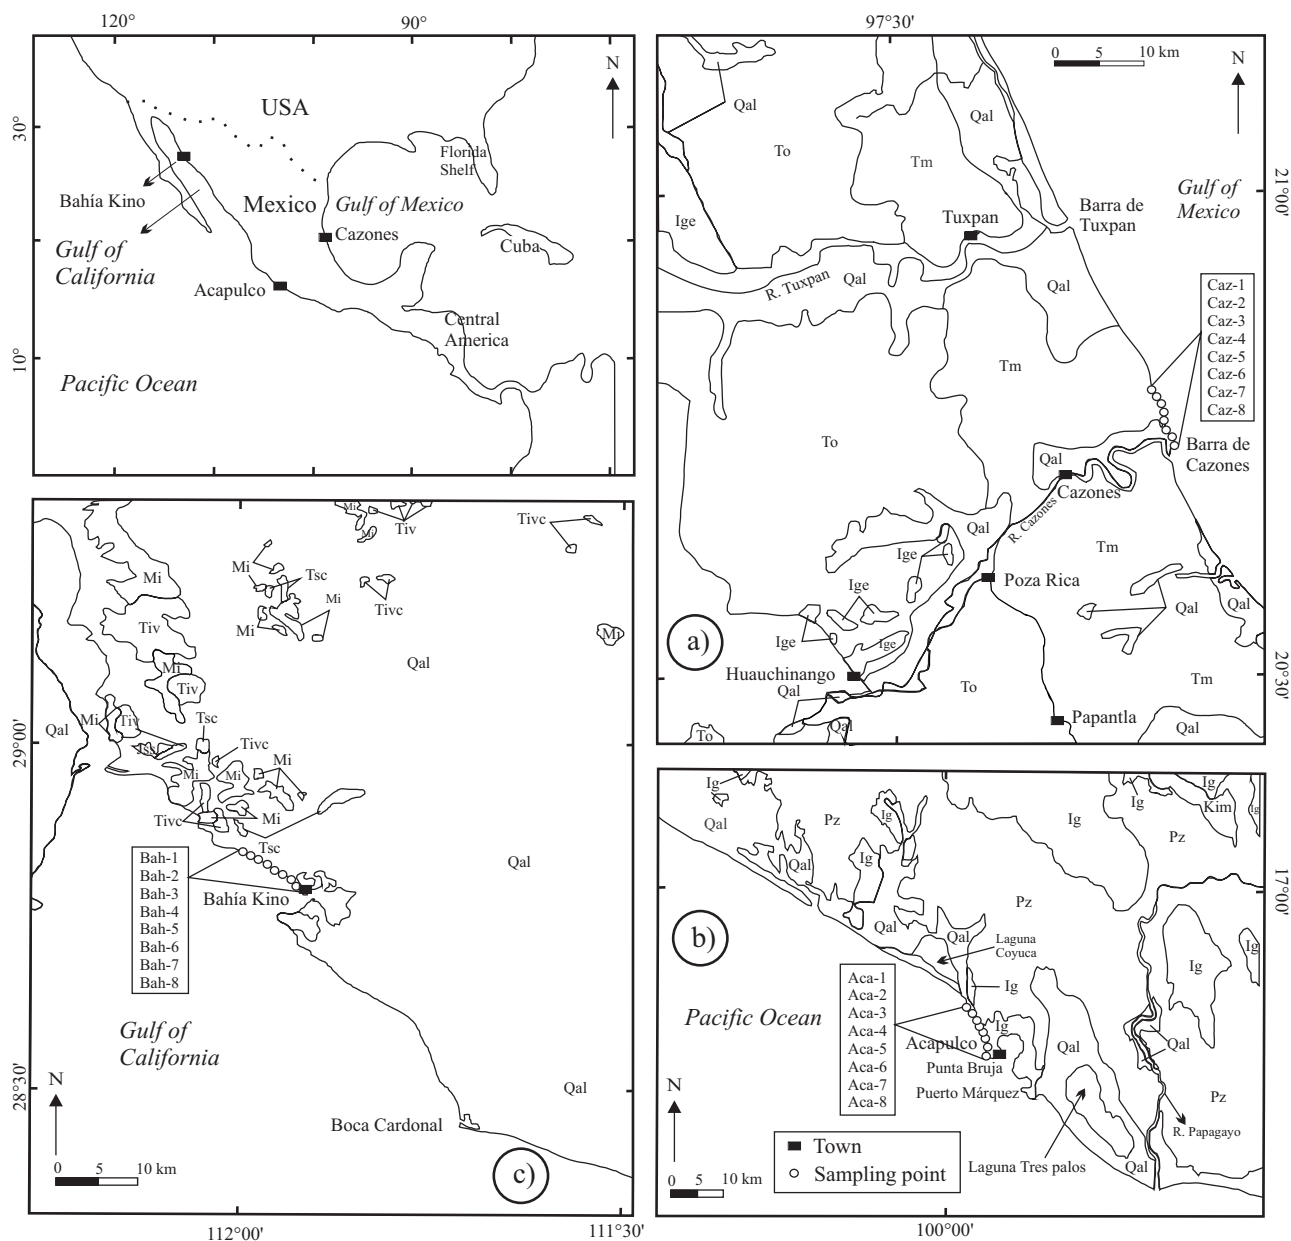 120°
90°
30°
10°
N
USA
Florida
Shelf
Bahía Kino
Mexico
Gulf of Mexico
Cazones
Cuba
Gulf of
California
Acapulco
Central
America
Pacific Ocean
97°30'
0 5 10 km
N
21°00'
20°30'
Qal
Qal
To
Tm
Gulf of
Mexico
Ige
Tuxpan
Barra de
Tuxpan
R. Tuxpan
Qal
Qal
Caz-1
Caz-2
Caz-3
Caz-4
Caz-5
Caz-6
Caz-7
Caz-8
Tm
To
Barra de
Cazones
Qal
Cazones
R. Cazones
Qal
Tm
Ige
Poza Rica
Ige
Qal
Qal
a)
Ige
Ige
Huauchinango
Qal
To
Tm
Papantla
To
Qal
Qal
Mi
Mi
Tiv
Tivc
Mi
Mi
Tsc
Tivc
Mi
Tiv
Mi
Mi
Mi
Qal
Tiv
Mi
Tiv
Tsc
Qal
Tsc
Tivc
Mi
Mi
Mi
Tivc
Mi
Tsc
Qal
29°00'
28°30'
Bah-1
Bah-2
Bah-3
Bah-4
Bah-5
Bah-6
Bah-7
Bah-8
Bahía Kino
Gulf of
California
Qal
N
Boca Cardonal
0 5 10 km
c)
112°00'
111°30'
Ig
Ig
Ig
Kim
Ig
Qal
Pz
Ig
Ig
Pz
Qal
Ig
17°00'
Pz
b)
Qal
Qal
Laguna
Coyuca
Ig
Ig
Ig
Aca-1
Aca-2
Aca-3
Aca-4
Aca-5
Aca-6
Aca-7
Aca-8
Pacific Ocean
Ig
Acapulco
Qal
Qal
Punta Bruja
Puerto Márquez
Pz
N
R. Papagayo
Town
Sampling point
Laguna Tres palos
Qal
0 5 10 km
100°00'